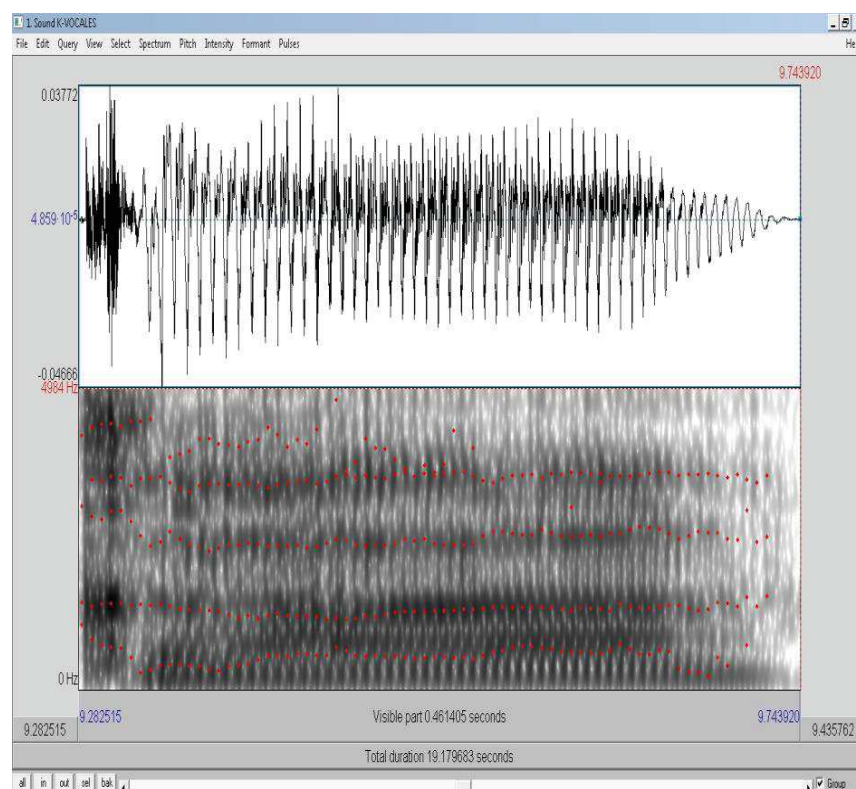 1. Sound K-VOCALES
File Edit Query View Select Spectrum Pitch Intensity Formant Pulses He
9.743920
0.03772
4.859·10⁻⁵
-0.04666
4984 Hz
0 Hz
9.282515 Visible part 0.461405 seconds 9.743920
9.282515 9.435762
Total duration 19.179683 seconds
all in out sel bak Group